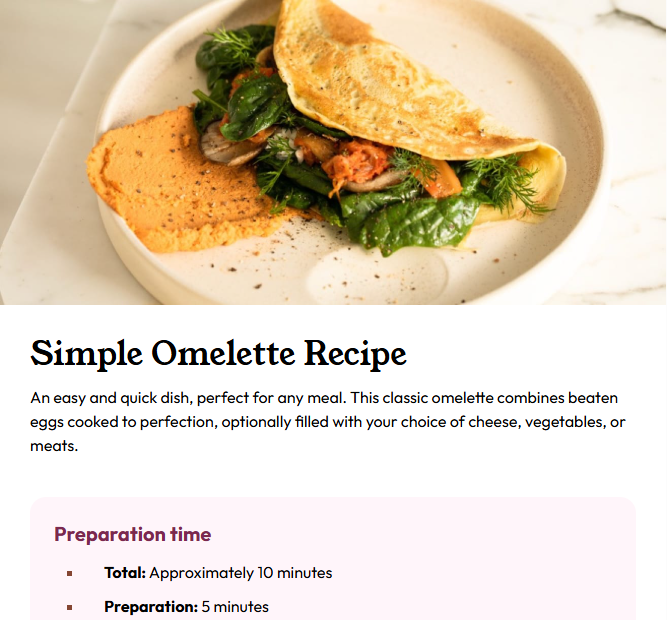 Simple Omelette Recipe
An easy and quick dish, perfect for any meal. This classic omelette combines beaten
eggs cooked to perfection, optionally filled with your choice of cheese, vegetables, or
meats.
Preparation time
Total: Approximately 10 minutes
Preparation: 5 minutes